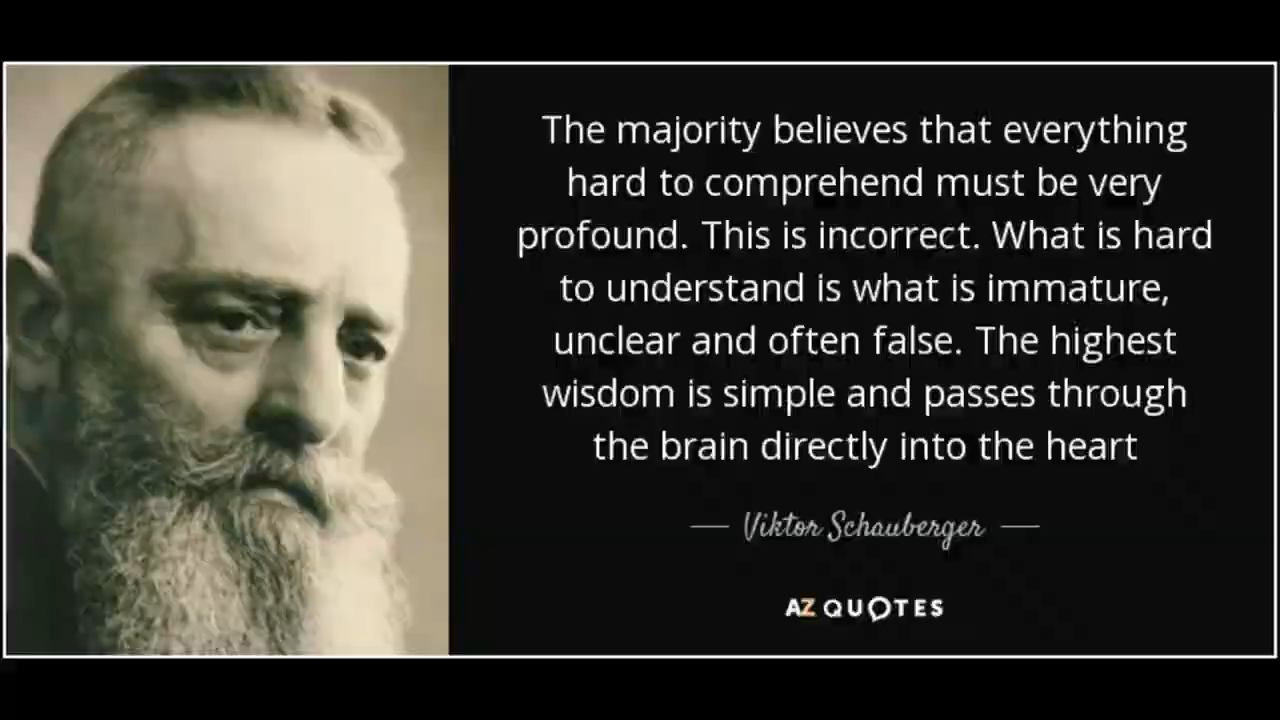 The majority believes that everything
hard to comprehend must be very
profound. This is incorrect. What is hard
to understand is what is immature,
unclear and often false. The highest
wisdom is simple and passes through
the brain directly into the heart
Viktor Schauberger
AZ QUOTES